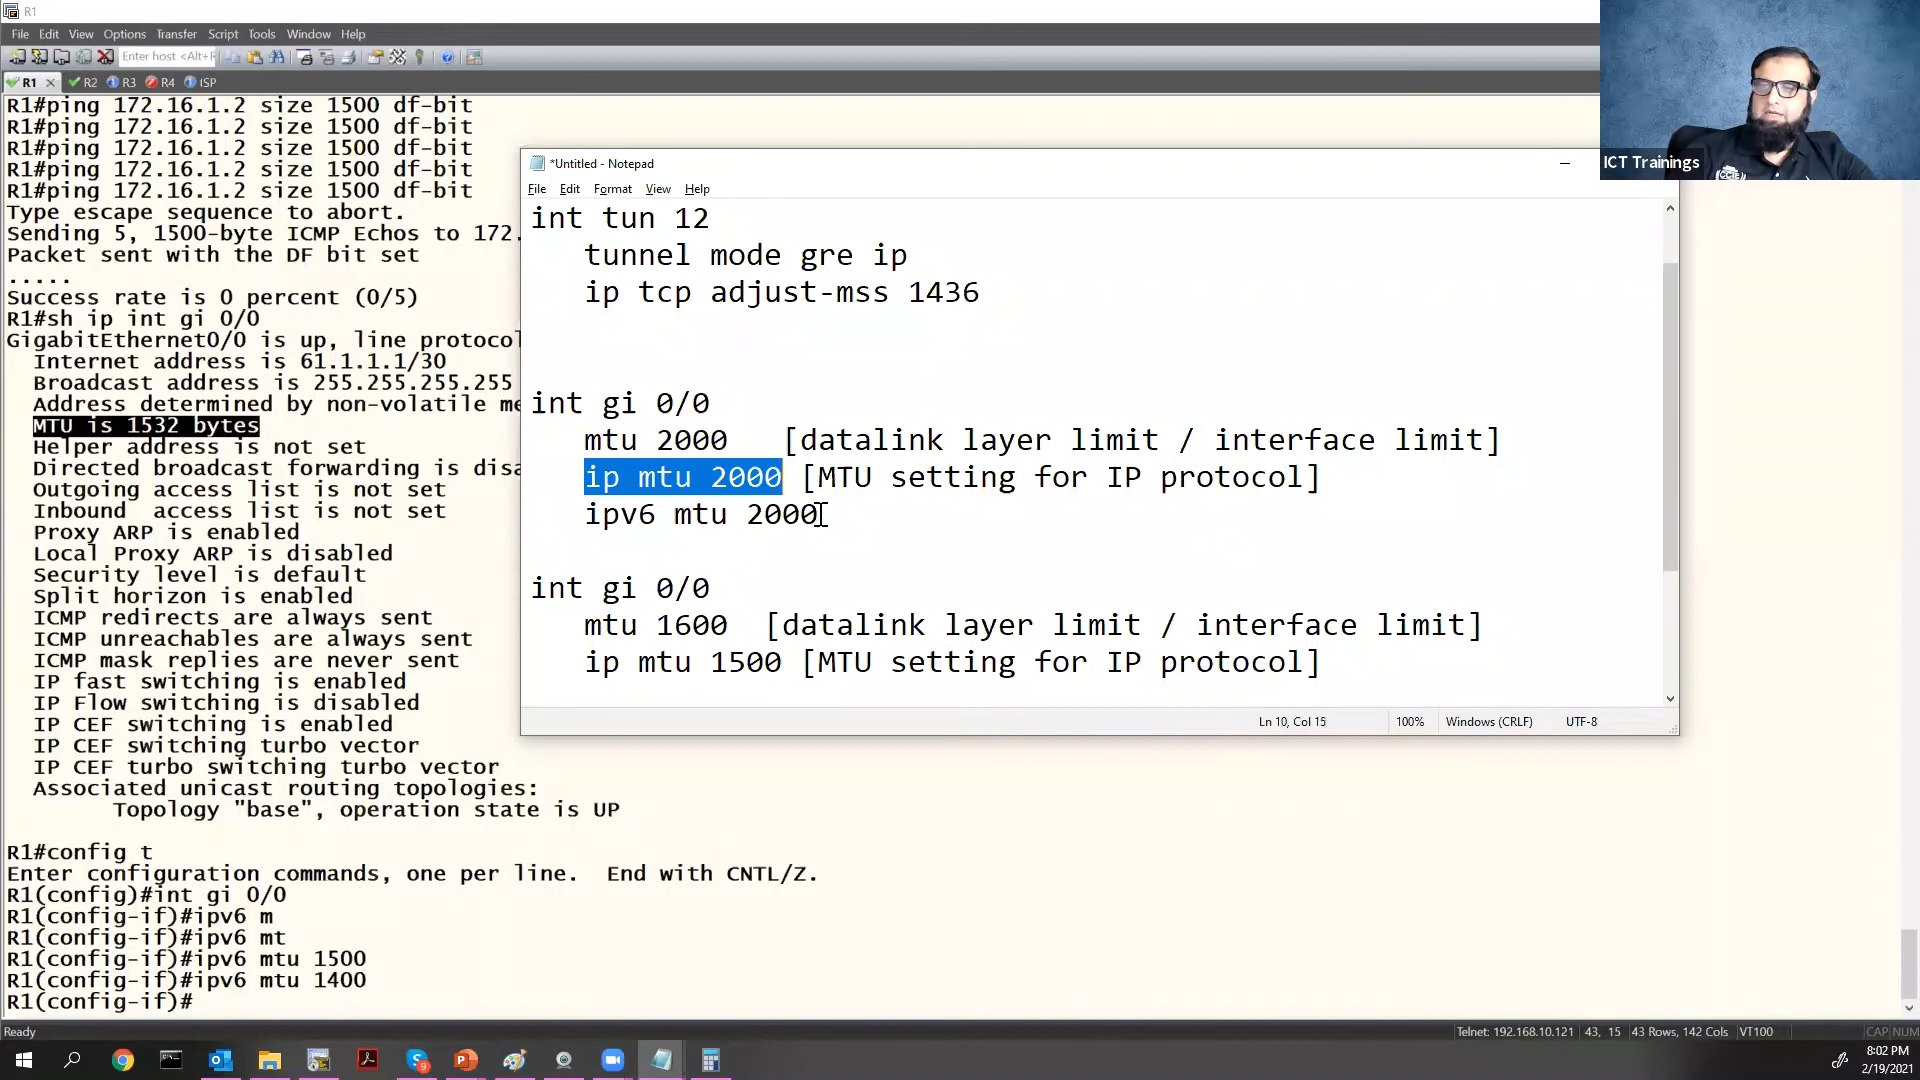 R1
File Edit View Options Transfer Script Tools Window Help
Enter host <Alt+R
R1 R2 R3 R4 ISP
R1#ping 172.16.1.2 size 1500 df-bit
R1#ping 172.16.1.2 size 1500 df-bit
R1#ping 172.16.1.2 size 1500 df-bit
R1#ping 172.16.1.2 size 1500 df-bit
R1#ping 172.16.1.2 size 1500 df-bit
Type escape sequence to abort.
Sending 5, 1500-byte ICMP Echos to 172.
Packet sent with the DF bit set
.....
Success rate is 0 percent (0/5)
R1#sh ip int gi 0/0
GigabitEthernet0/0 is up, line protocol
Internet address is 61.1.1.1/30
Broadcast address is 255.255.255.255
Address determined by non-volatile me
MTU is 1532 bytes
Helper address is not set
Directed broadcast forwarding is disa
Outgoing access list is not set
Inbound  access list is not set
Proxy ARP is enabled
Local Proxy ARP is disabled
Security level is default
Split horizon is enabled
ICMP redirects are always sent
ICMP unreachables are always sent
ICMP mask replies are never sent
IP fast switching is enabled
IP Flow switching is disabled
IP CEF switching is enabled
IP CEF switching turbo vector
IP CEF turbo switching turbo vector
Associated unicast routing topologies:
Topology "base", operation state is UP
R1#config t
Enter configuration commands, one per line.  End with CNTL/Z.
R1(config)#int gi 0/0
R1(config-if)#ipv6 m
R1(config-if)#ipv6 mt
R1(config-if)#ipv6 mtu 1500
R1(config-if)#ipv6 mtu 1400
R1(config-if)#
*Untitled - Notepad
File Edit Format View Help
int tun 12
tunnel mode gre ip
ip tcp adjust-mss 1436
int gi 0/0
mtu 2000   [datalink layer limit / interface limit]
ip mtu 2000 [MTU setting for IP protocol]
ipv6 mtu 2000
int gi 0/0
mtu 1600  [datalink layer limit / interface limit]
ip mtu 1500 [MTU setting for IP protocol]
Ln 10, Col 15 100% Windows (CRLF) UTF-8
ICT Trainings
CCIE
Ready
Telnet: 192.168.10.121 43, 15 43 Rows, 142 Cols VT100 CAP NUM
9
8:02 PM
2/19/2021